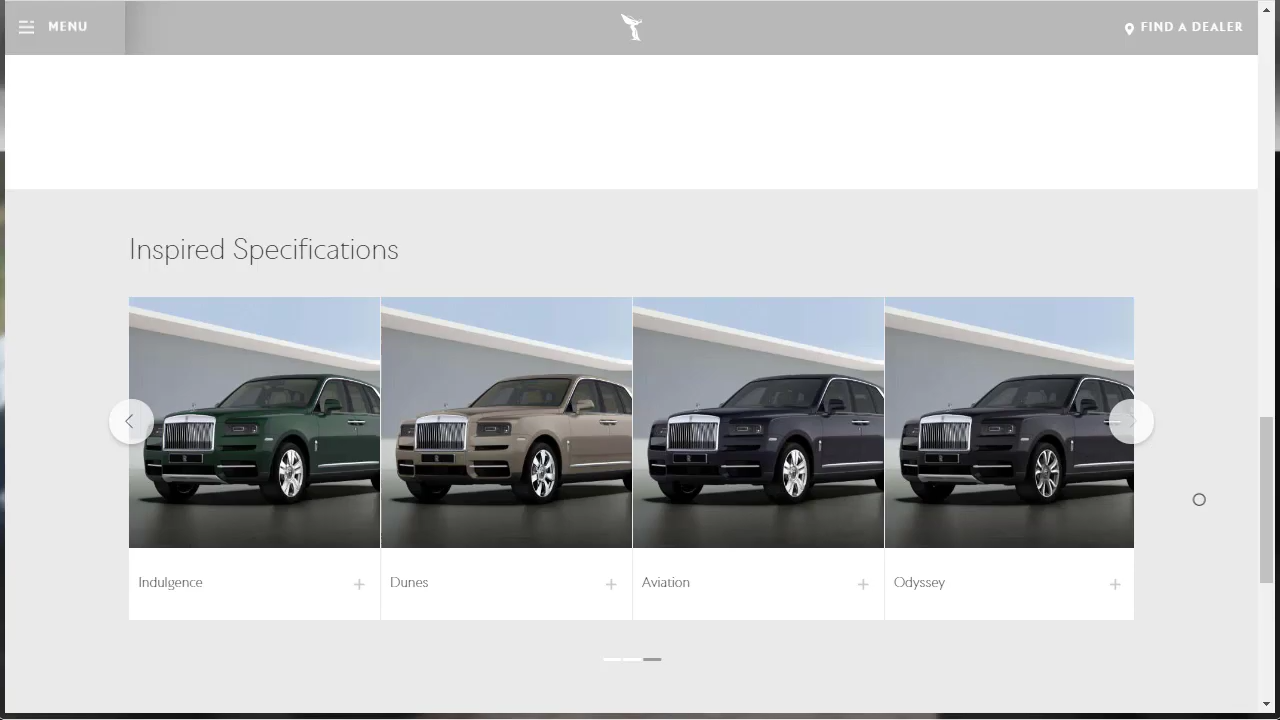 MENU
FIND A DEALER
Inspired Specifications
Indulgence
Dunes
Aviation
Odyssey